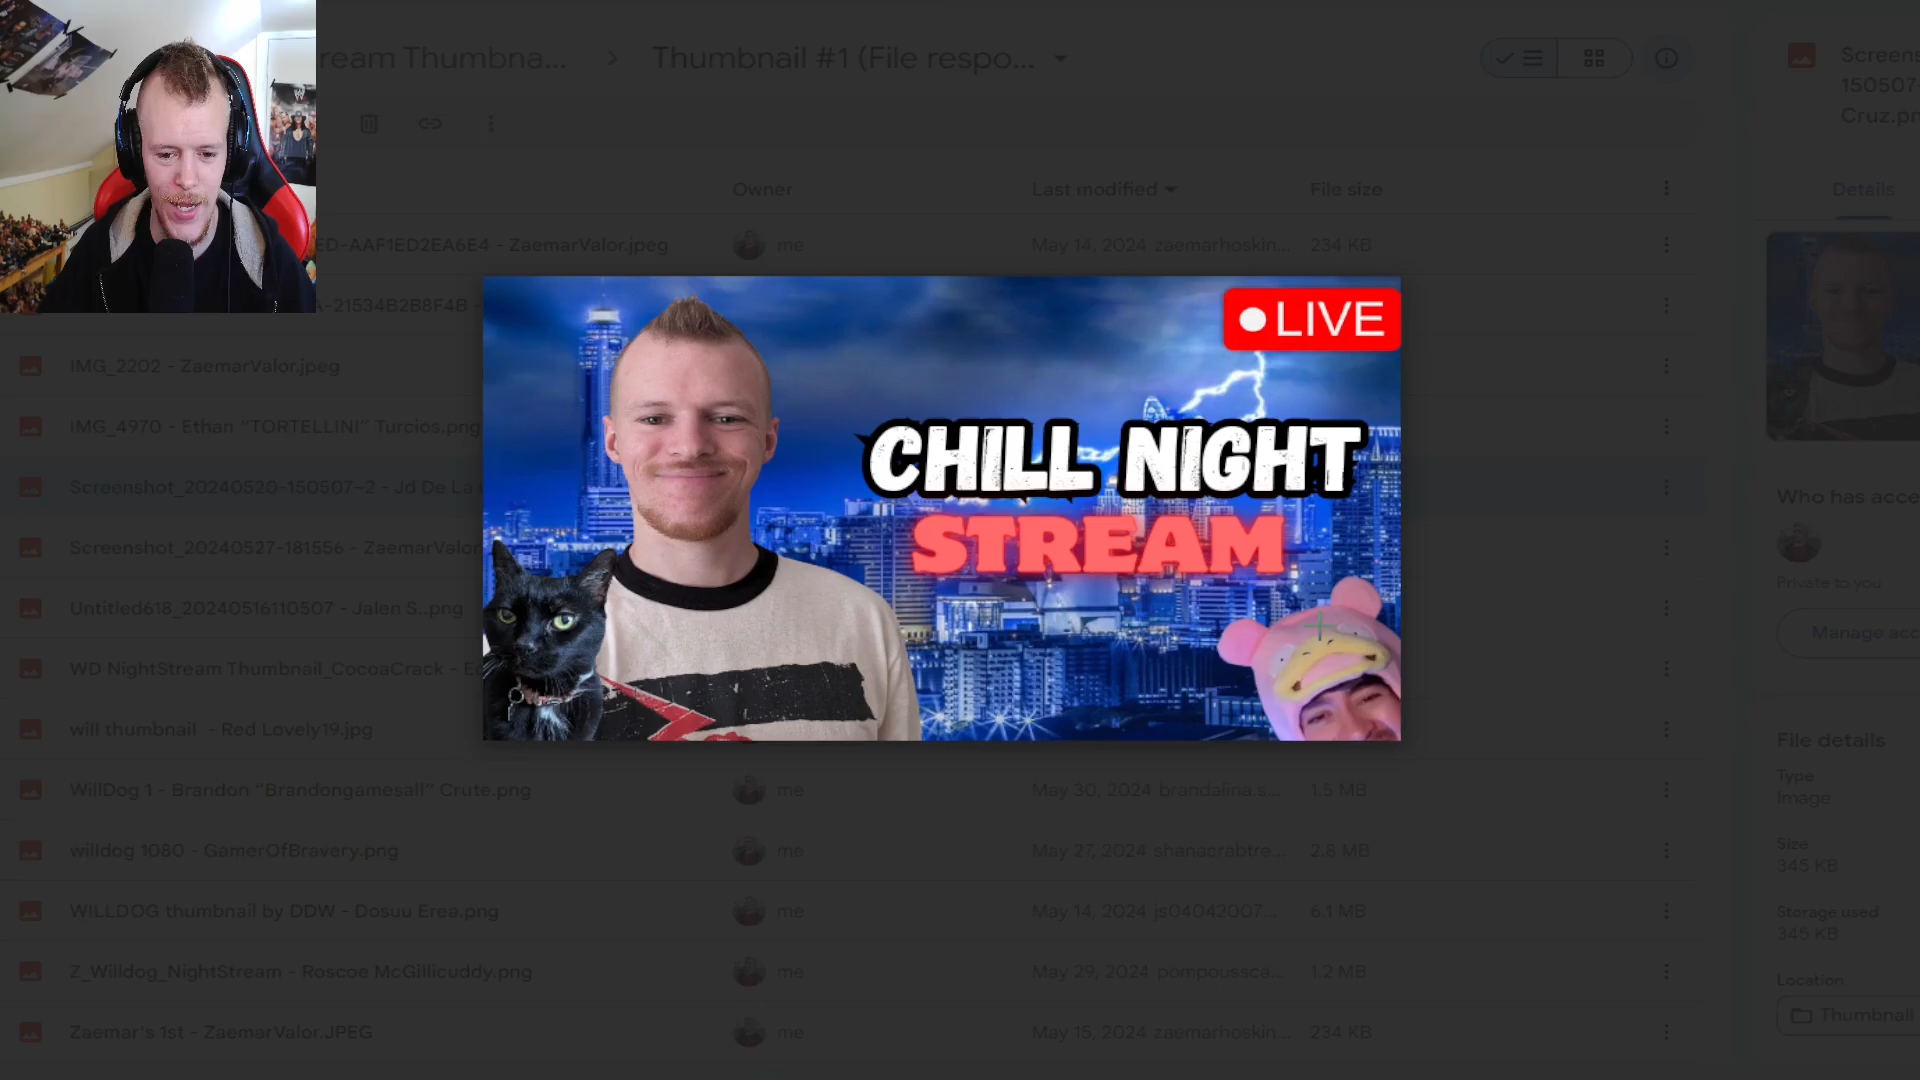 ream Thumbna...
Thumbnail #1 (File respo...
Screens
150507-
Cruz.pn
Owner
Last modified
File size
Details
ED-AAF1ED2EA6E4 - ZaemarValor.jpeg
me
May 14, 2024 zaemarhoskin...
234 KB
A-21534B2B8F4B -
IMG_2202 - ZaemarValor.jpeg
IMG_4970 - Ethan "TORTELLINI" Turcios.png
Screenshot_20240520-150507~2 - Jd De La
Screenshot_20240527-181556 - ZaemarValor
Untitled618_20240516110507 - Jalen S..png
WD NightStream Thumbnail_CocoaCrack - Ed
will thumbnail - Red Lovely19.jpg
LIVE
CHILL NIGHT
STREAM
Who has acce
Private to you
Manage acc
WillDog 1 - Brandon "Brandongamesall" Crute.png
me
May 30, 2024 brandalina.s...
1.5 MB
willdog 1080 - GamerOfBravery.png
me
May 27, 2024 shanacrabtre...
2.8 MB
WILLDOG thumbnail by DDW - Dosuu Erea.png
me
May 14, 2024 js04042007...
6.1 MB
Z_Willdog_NightStream - Roscoe McGillicuddy.png
me
May 29, 2024 pompoussca...
1.2 MB
Zaemar's 1st - ZaemarValor.JPEG
me
May 15, 2024 zaemarhoskin...
234 KB
File details
Type
Image
Size
345 KB
Storage used
345 KB
Location
Thumbnail